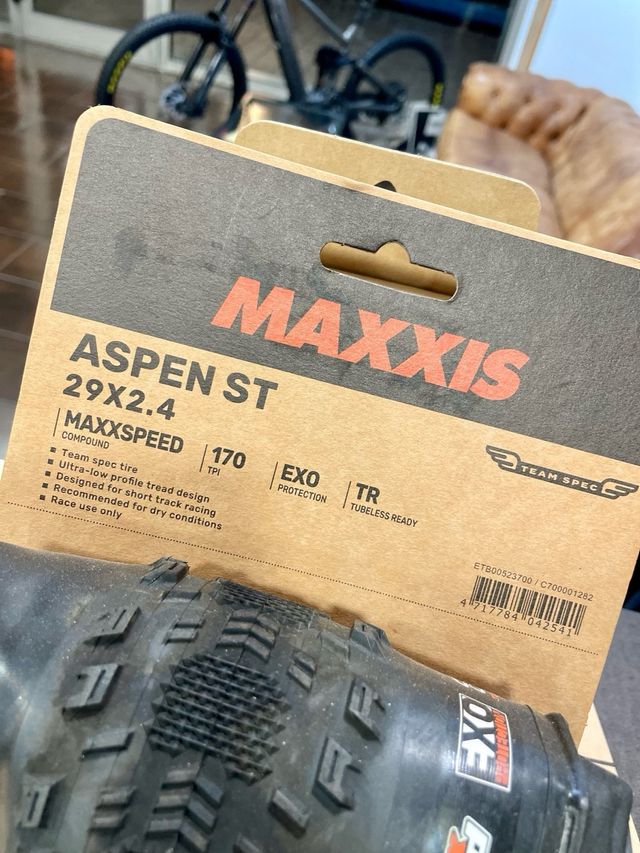 MAXXIS
ASPEN ST
29X2.4
MAXXSPEED
COMPOUND
170
TPI
EXO
PROTECTION
TR
TUBELESS READY
TEAM SPEC
▪ Team spec tire
▪ Ultra-low profile tread design
▪ Designed for short track racing
▪ Recommended for dry conditions
▪ Race use only
ETB00523700 / C700001282
4 717784 042541
EXO